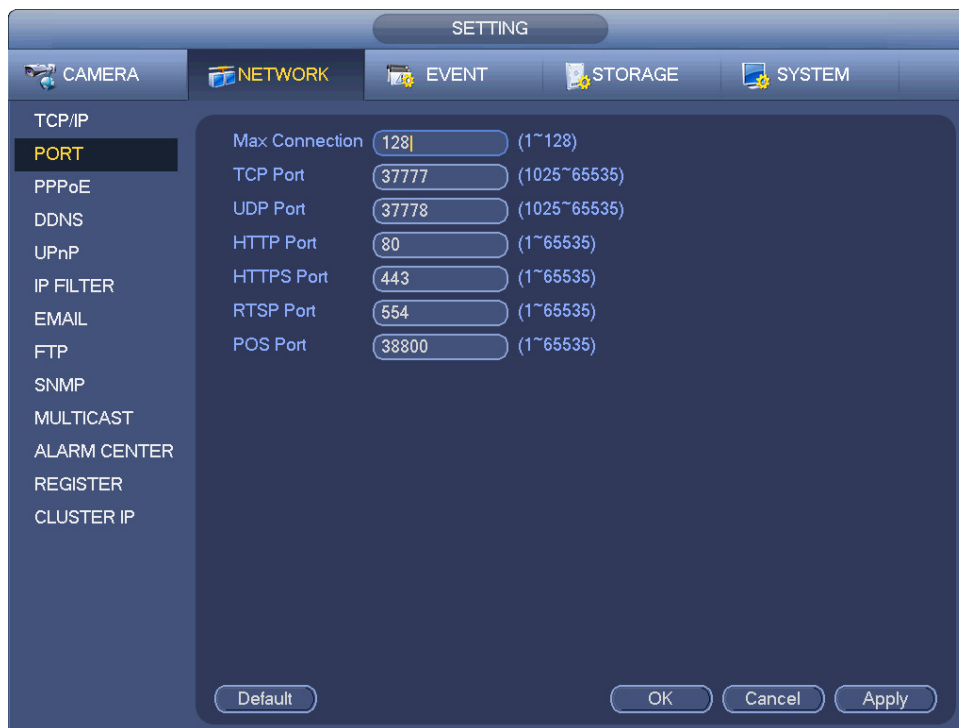 SETTING
CAMERA NETWORK EVENT STORAGE SYSTEM
TCP/IP
PORT
PPPoE
DDNS
UPnP
IP FILTER
EMAIL
FTP
SNMP
MULTICAST
ALARM CENTER
REGISTER
CLUSTER IP
Max Connection 128 (1~128)
TCP Port 37777 (1025~65535)
UDP Port 37778 (1025~65535)
HTTP Port 80 (1~65535)
HTTPS Port 443 (1~65535)
RTSP Port 554 (1~65535)
POS Port 38800 (1~65535)
Default OK Cancel Apply